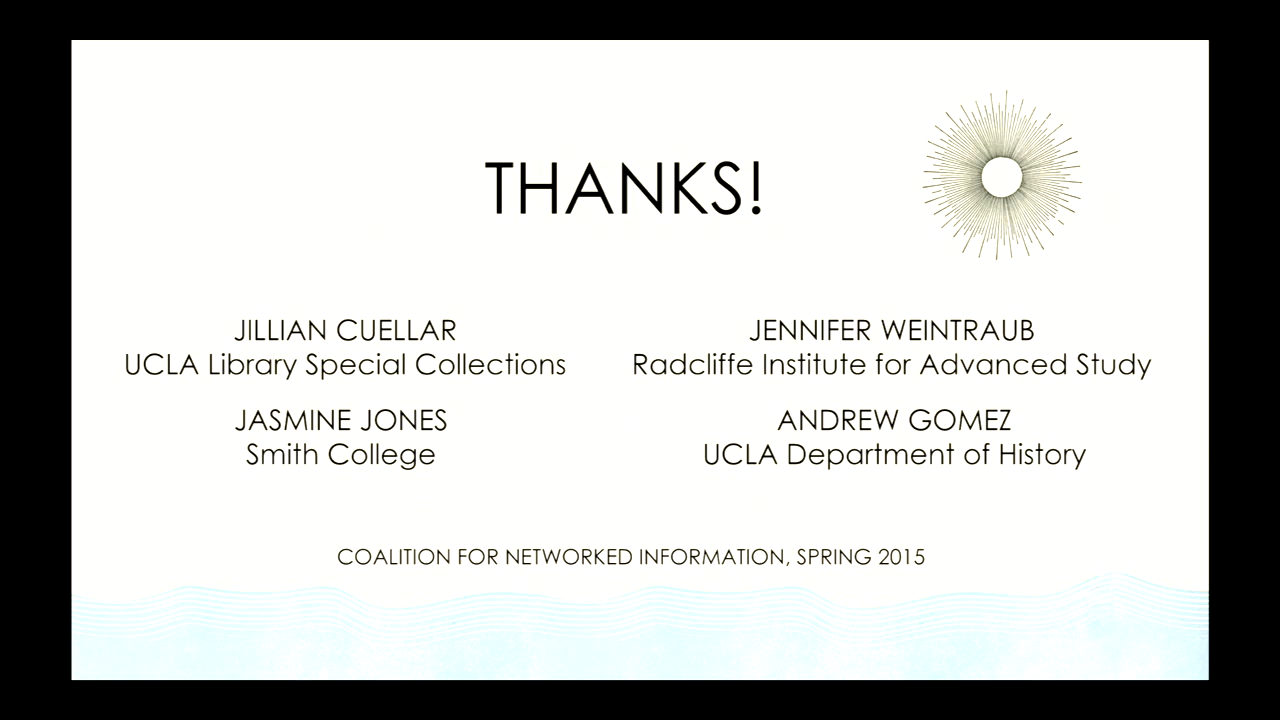 THANKS!
JILLIAN CUELLAR
UCLA Library Special Collections
JENNIFER WEINTRAUB
Radcliffe Institute for Advanced Study
JASMINE JONES
Smith College
ANDREW GOMEZ
UCLA Department of History
COALITION FOR NETWORKED INFORMATION, SPRING 2015